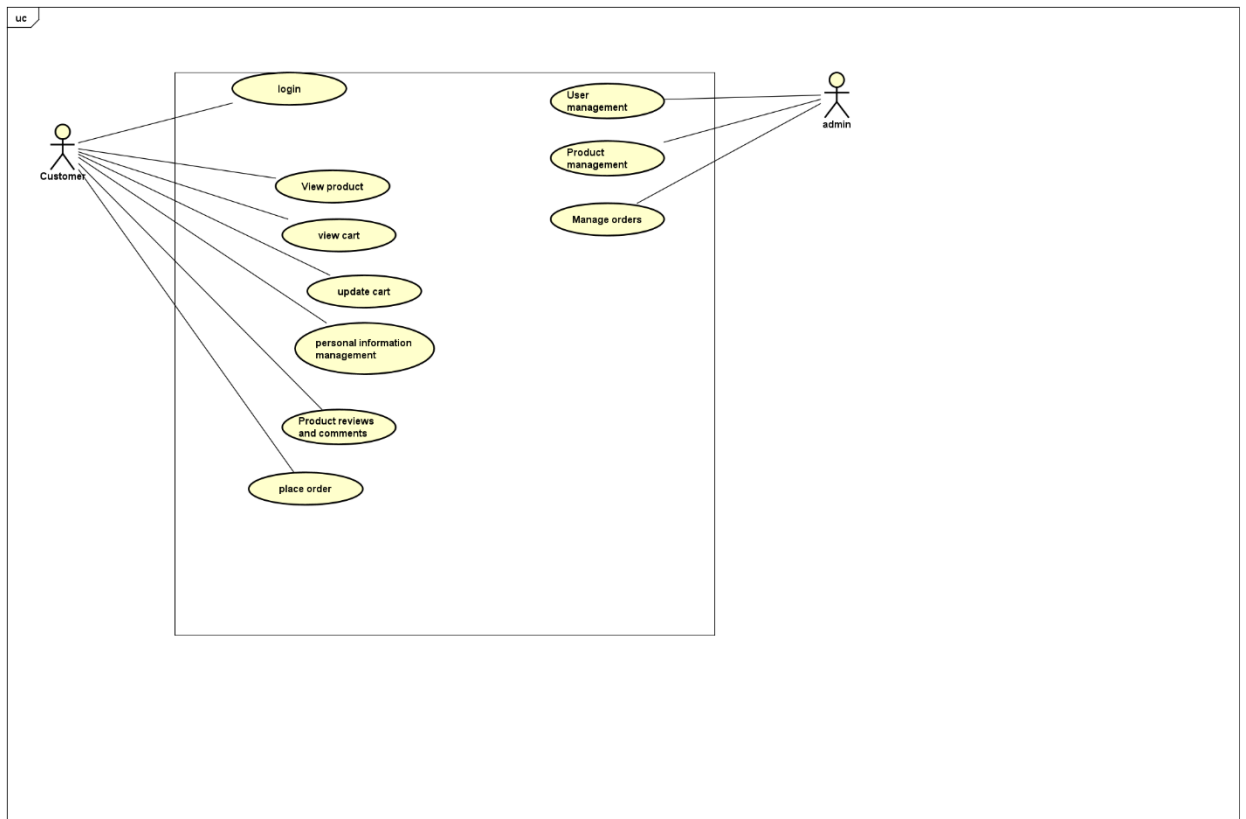 uc
login
User
management
admin
Customer
Product
management
View product
Manage orders
view cart
update cart
personal information
management
Product reviews
and comments
place order